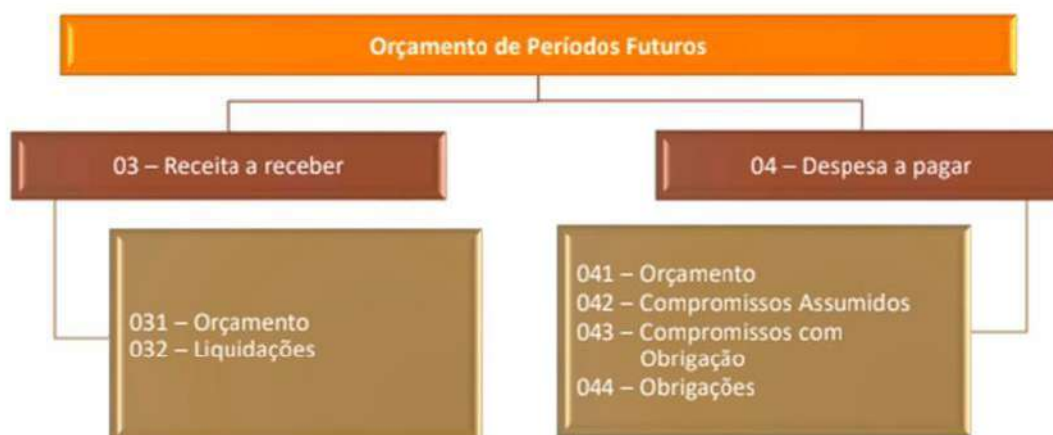 Orçamento de Períodos Futuros
03 – Receita a receber
04 – Despesa a pagar
031 – Orçamento
032 – Liquidações
041 – Orçamento
042 – Compromissos Assumidos
043 – Compromissos com
Obrigação
044 – Obrigações